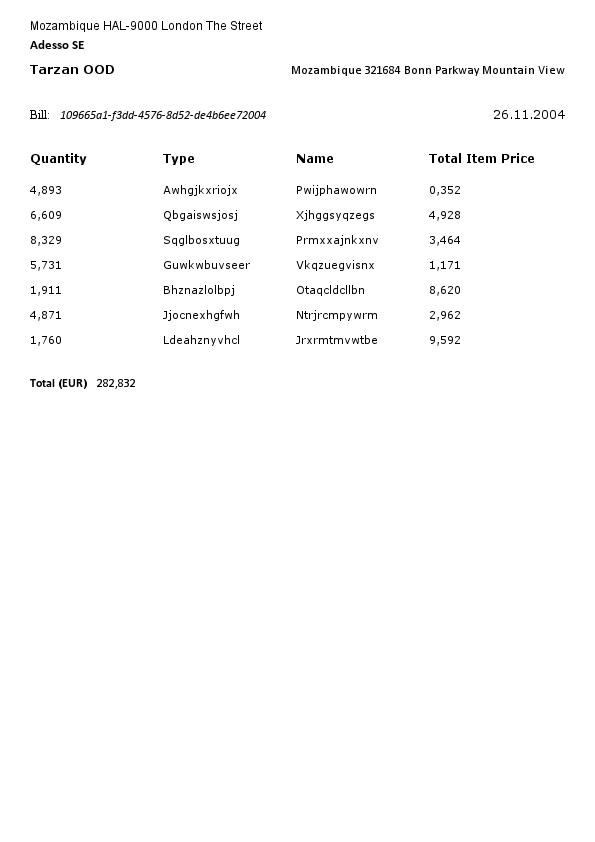 Mozambique HAL-9000 London The Street
Adesso SE
Tarzan OOD Mozambique 321684 Bonn Parkway Mountain View
Bill: 109665a1-f3dd-4576-8d52-de4b6ee72004 26.11.2004
Quantity Type Name Total Item Price
4,893 Awhgjkxriojx Pwijphawowrn 0,352
6,609 Qbgaiswsjosj Xjhggsyqzegs 4,928
8,329 Sqglbosxtuug Prmxxajnkxnv 3,464
5,731 Guwkwbuvseer Vkqzuegvisnx 1,171
1,911 Bhznazlolbpj Otaqcldcllbn 8,620
4,871 Jjocnexhgfwh Ntrjrcmpywrm 2,962
1,760 Ldeahznyvhcl Jrxrmtmvwtbe 9,592
Total (EUR) 282,832